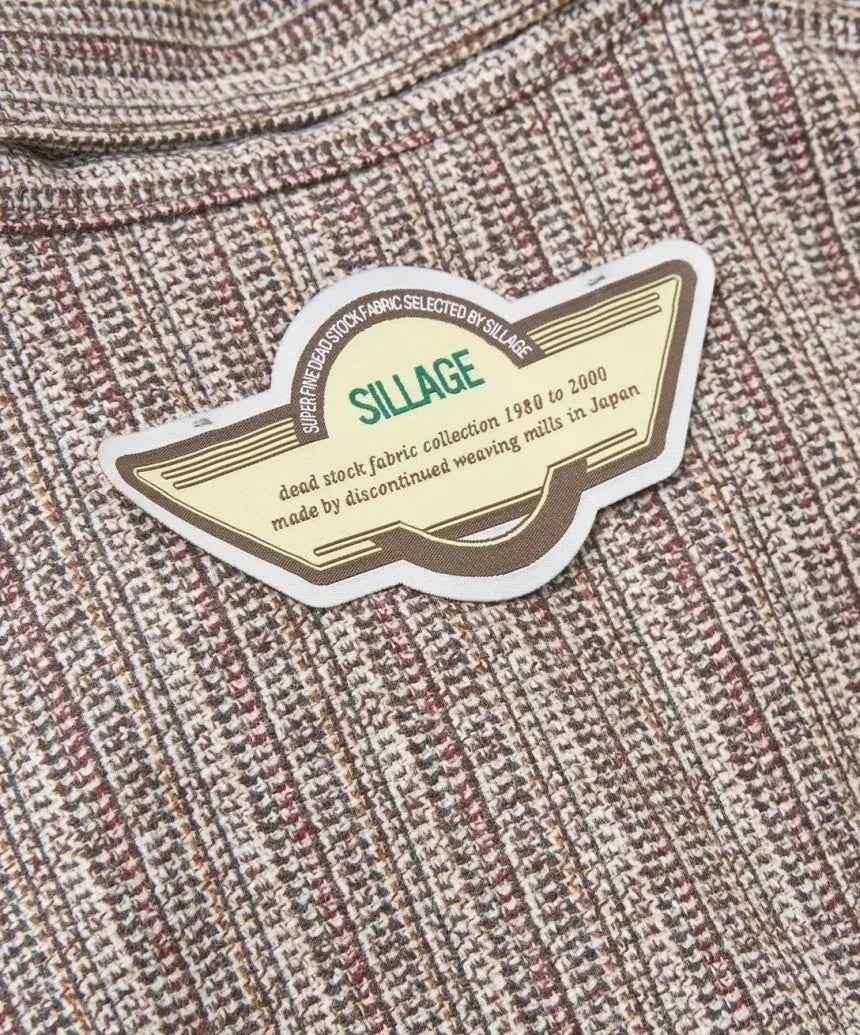 SUPER FINE DEAD STOCK FABRIC SELECTED BY SILLAGE
SILLAGE
dead stock fabric collection 1980 to 2000
made by discontinued weaving mills in Japan